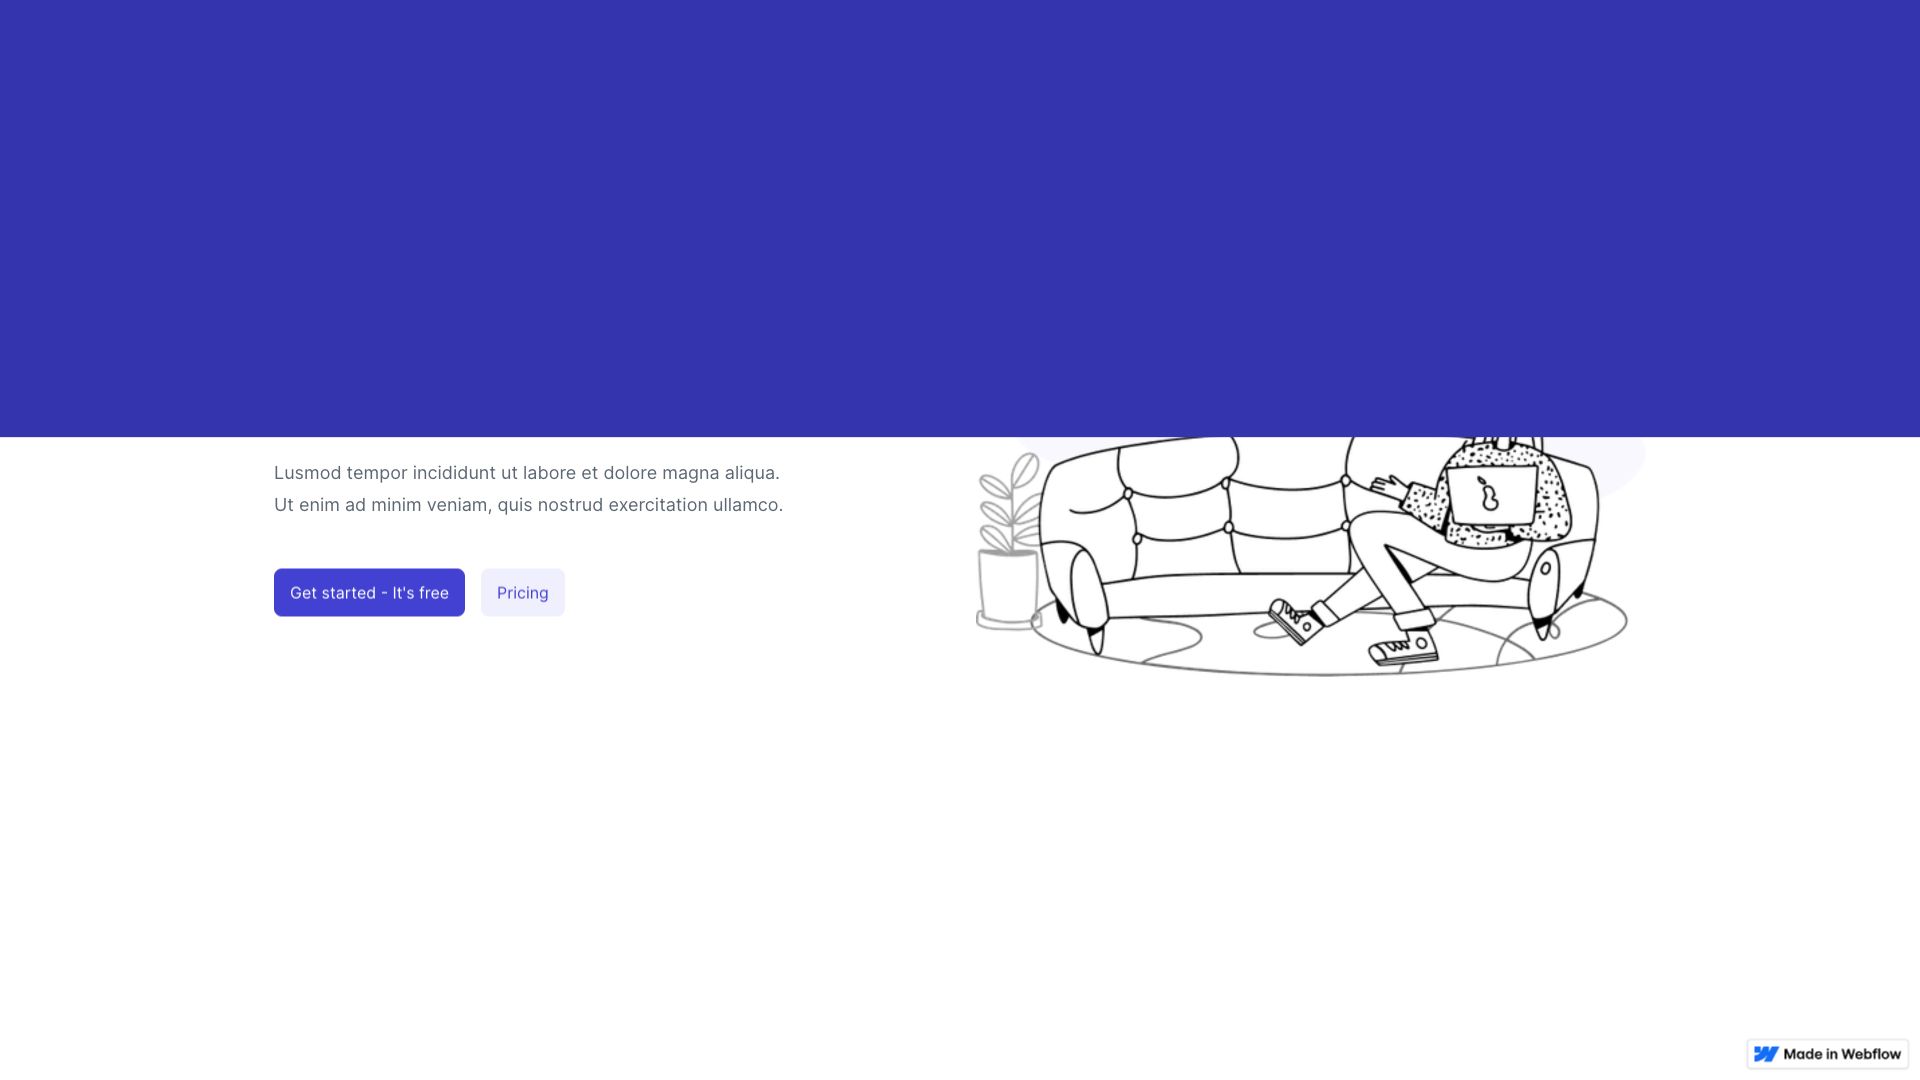 Lusmod tempor incididunt ut labore et dolore magna aliqua.
Ut enim ad minim veniam, quis nostrud exercitation ullamco.
Get started - It's free
Pricing
Made in Webflow